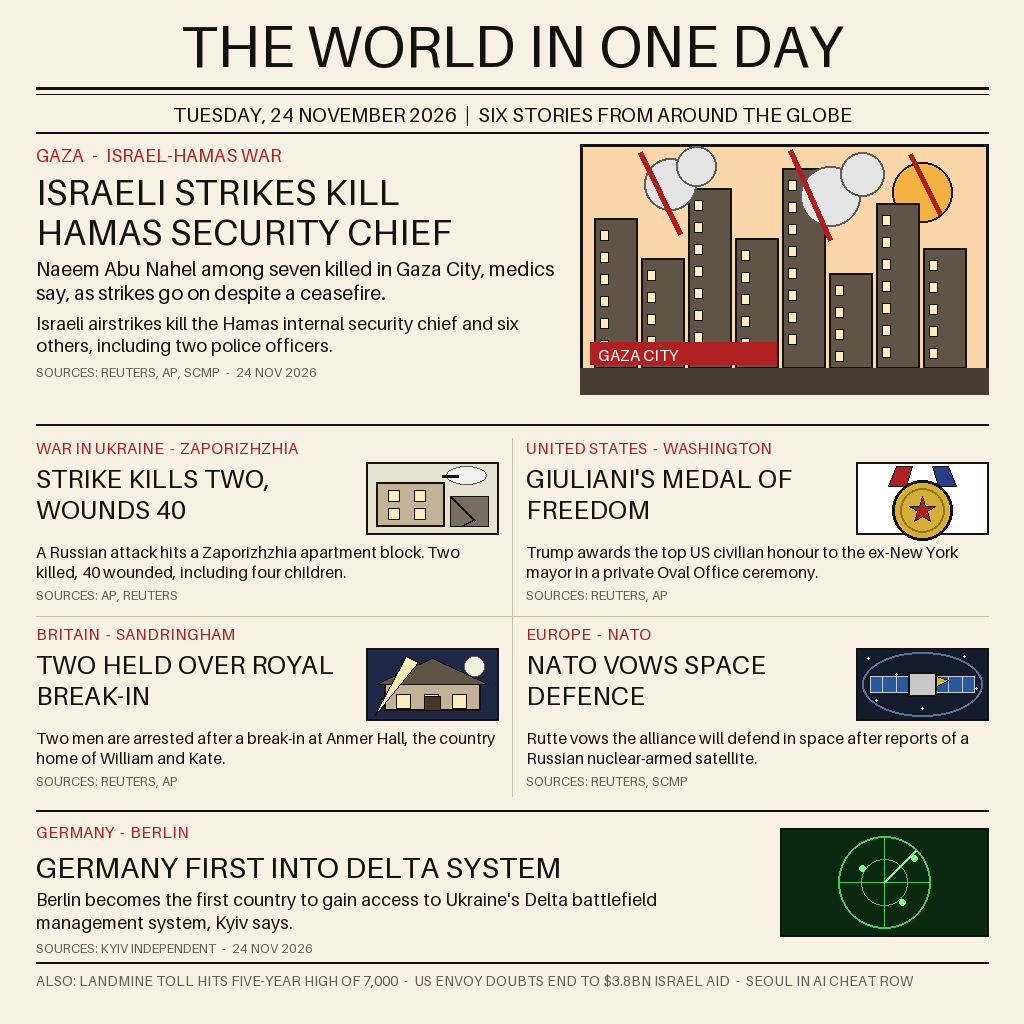 THE WORLD IN ONE DAY
TUESDAY, 24 NOVEMBER 2026 | SIX STORIES FROM AROUND THE GLOBE
GAZA - ISRAEL-HAMAS WAR
ISRAELI STRIKES KILL
HAMAS SECURITY CHIEF
Naeem Abu Nahel among seven killed in Gaza City, medics
say, as strikes go on despite a ceasefire.
Israeli airstrikes kill the Hamas internal security chief and six
others, including two police officers.
SOURCES: REUTERS, AP, SCMP - 24 NOV 2026
GAZA CITY
WAR IN UKRAINE - ZAPORIZHZHIA
STRIKE KILLS TWO,
WOUNDS 40
A Russian attack hits a Zaporizhzhia apartment block. Two
killed, 40 wounded, including four children.
SOURCES: AP, REUTERS
UNITED STATES - WASHINGTON
GIULIANI'S MEDAL OF
FREEDOM
Trump awards the top US civilian honour to the ex-New York
mayor in a private Oval Office ceremony.
SOURCES: REUTERS, AP
BRITAIN - SANDRINGHAM
TWO HELD OVER ROYAL
BREAK-IN
Two men are arrested after a break-in at Anmer Hall, the country
home of William and Kate.
SOURCES: REUTERS, AP
EUROPE - NATO
NATO VOWS SPACE
DEFENCE
Rutte vows the alliance will defend in space after reports of a
Russian nuclear-armed satellite.
SOURCES: REUTERS, SCMP
GERMANY - BERLIN
GERMANY FIRST INTO DELTA SYSTEM
Berlin becomes the first country to gain access to Ukraine's Delta battlefield
management system, Kyiv says.
SOURCES: KYIV INDEPENDENT - 24 NOV 2026
ALSO: LANDMINE TOLL HITS FIVE-YEAR HIGH OF 7,000 - US ENVOY DOUBTS END TO $3.8BN ISRAEL AID - SEOUL IN AI CHEAT ROW